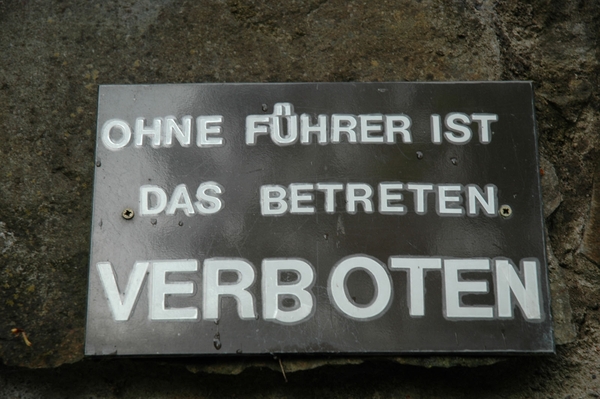 OHNE FÜHRER IST
DAS BETRETEN
VERBOTEN